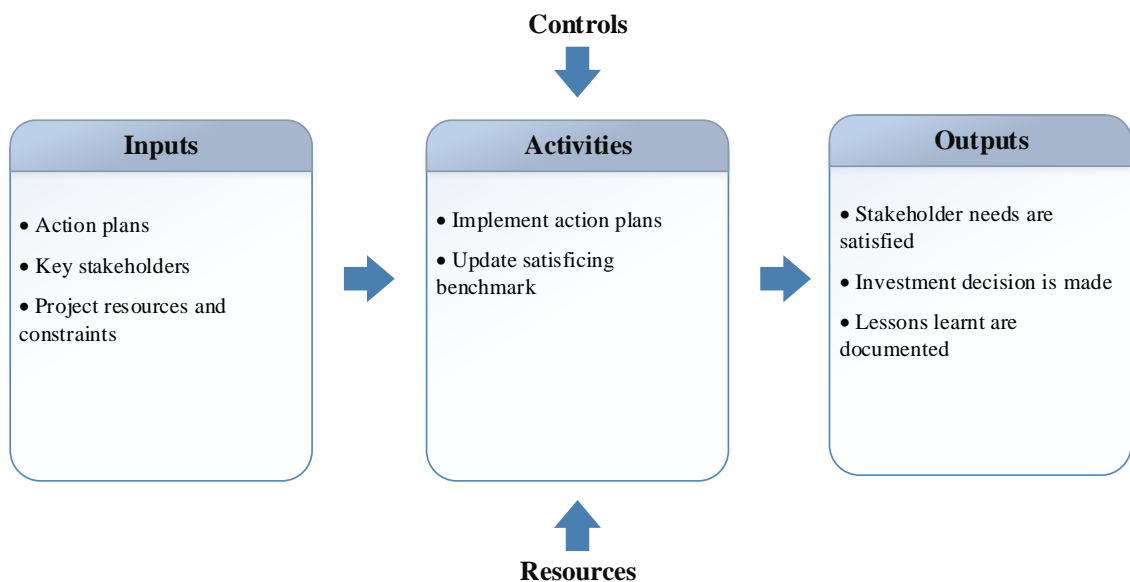 Controls
Inputs
• Action plans
• Key stakeholders
• Project resources and
constraints
Activities
• Implement action plans
• Update satisficing
benchmark
Outputs
• Stakeholder needs are
satisfied
• Investment decision is made
• Lessons learnt are
documented
Resources